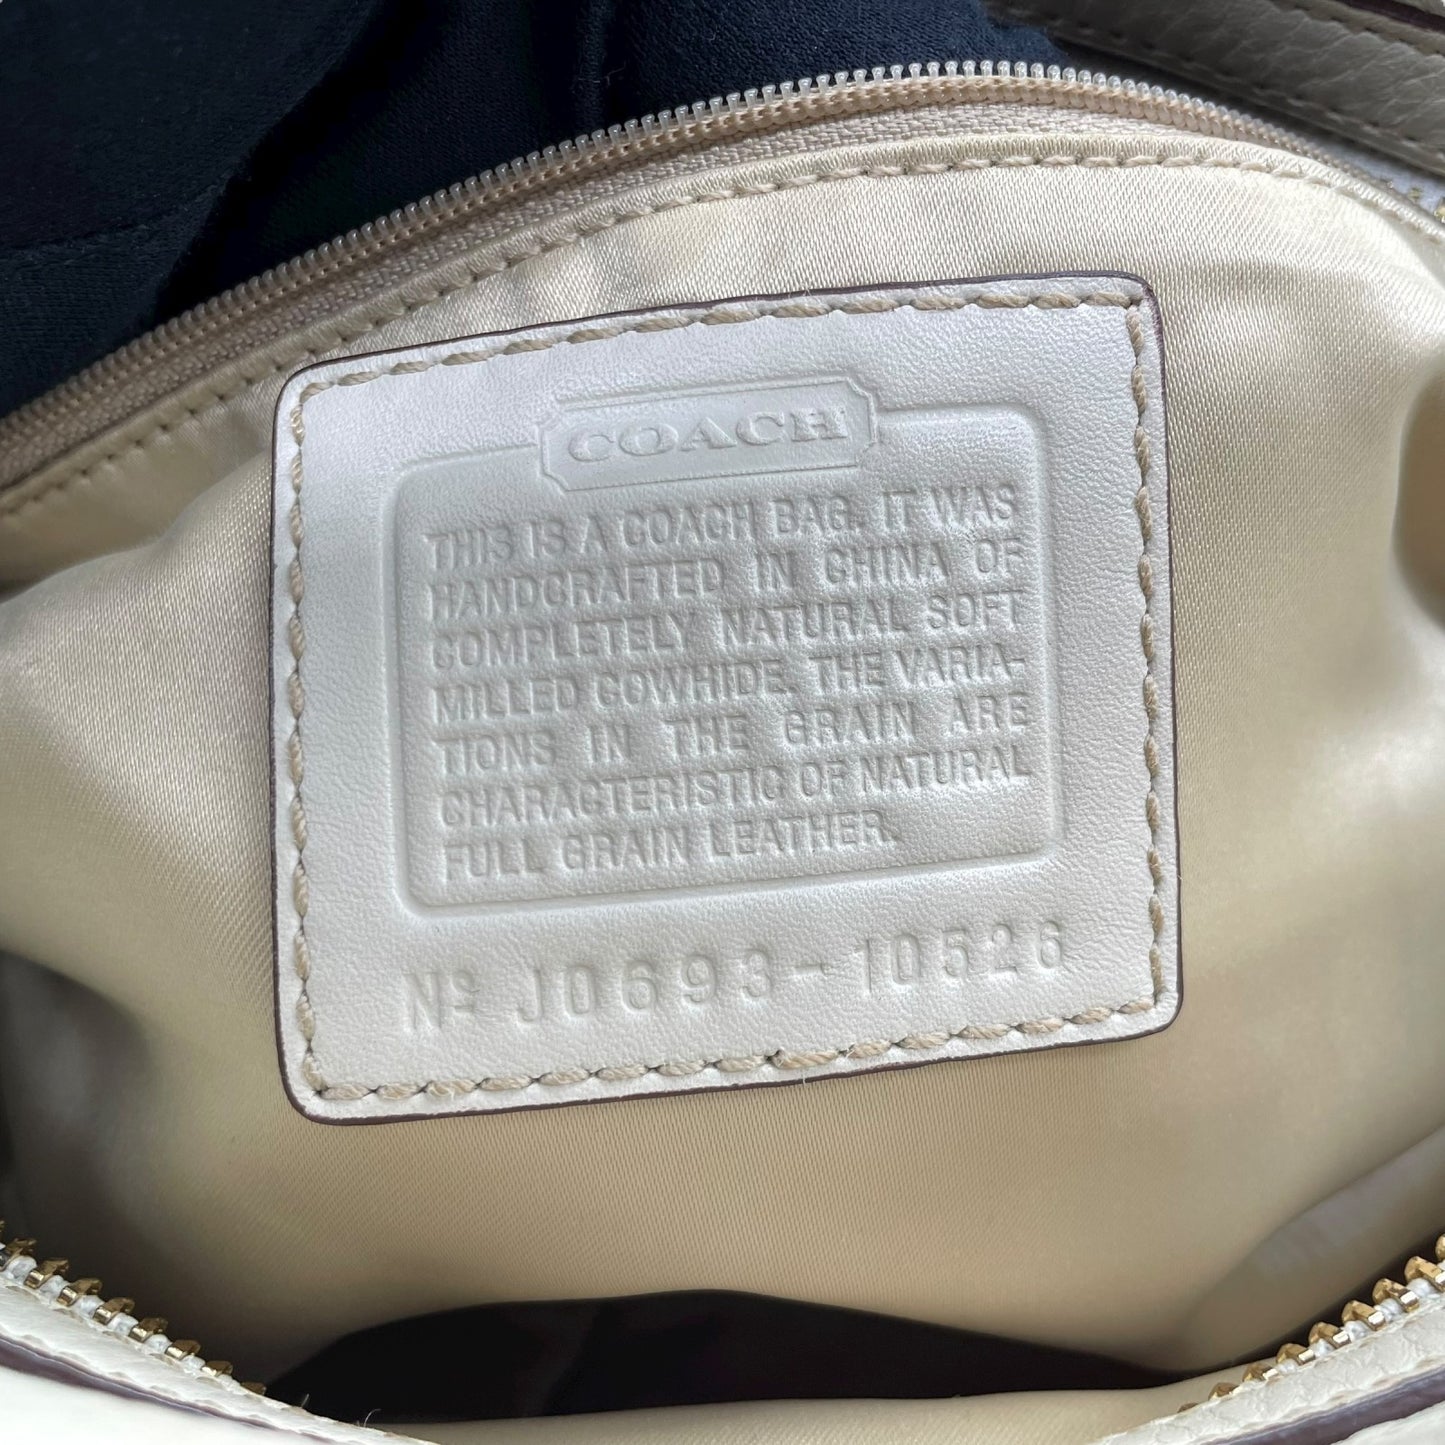 COACH
THIS IS A COACH BAG. IT WAS
HANDCRAFTED IN CHINA OF
COMPLETELY NATURAL SOFT
MILLED COWHIDE. THE VARIA-
TIONS IN THE GRAIN ARE
CHARACTERISTIC OF NATURAL
FULL GRAIN LEATHER.
Nº J0693-10526